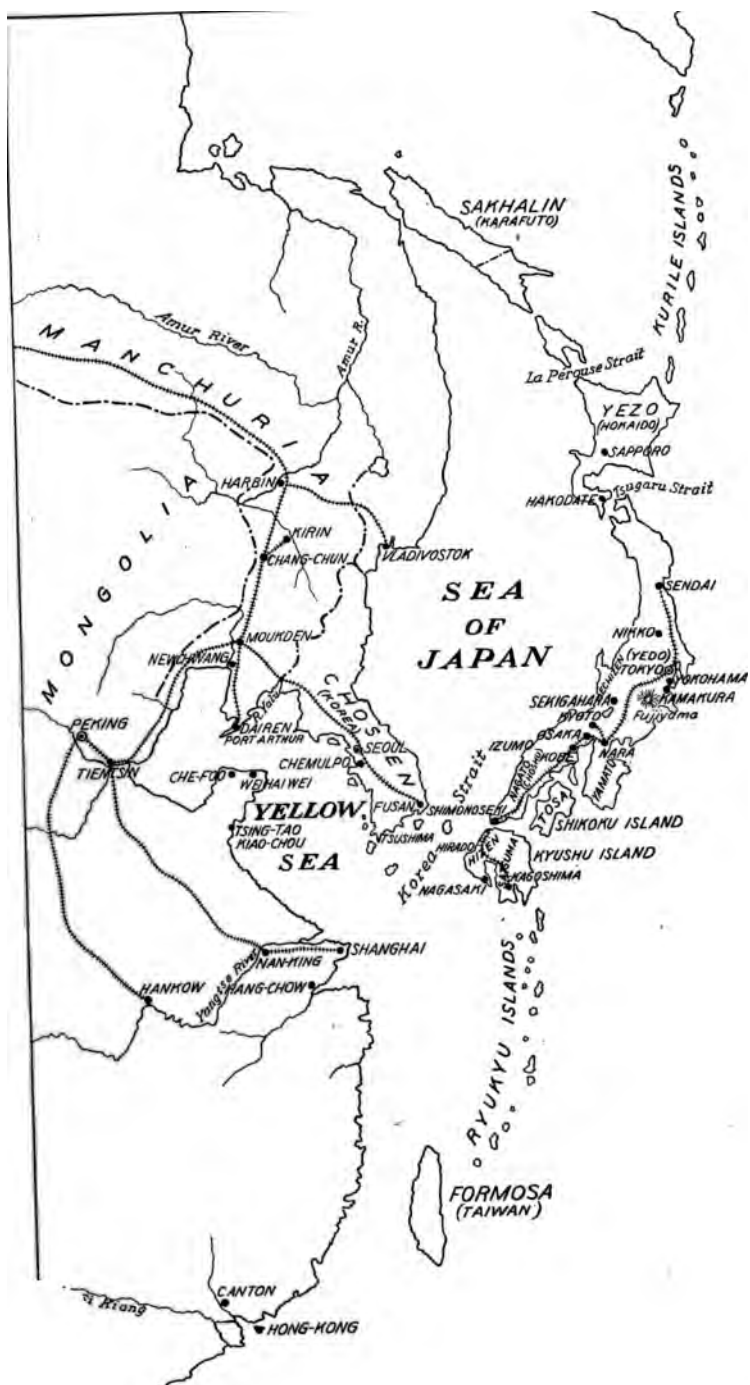 SAKHALIN
(KARAFUTO)
KURILE ISLANDS
Amur River
Amur R.
MANCHURIA
La Perouse Strait
YEZO
(HOKAIDO)
SAPPORO
HARBIN
HAKODATE
Tsugaru Strait
MONGOLIA
KIRIN
CHANG-CHUN
VLADIVOSTOK
SEA
OF
JAPAN
SENDAI
MOUKDEN
NEWCHWANG
NIKKO
(YEDO)
TOKYO
YOKOHAMA
KAMAKURA
Fujiyama
ECHIZEN
SEKIGAHARA
KYOTO
R. Yalu
CHOSEN
(KOREA)
PEKING
DAIREN
PORT ARTHUR
SEOUL
OSAKA
IZUMO
KOBE
NARA
YAMATO
TIENTSIN
CHEMULPO
CHE-FOO
WEI HAI WEI
NAGATO
(CHOSHU)
YELLOW
SEA
FUSAN
SHIMONOSEKI
TOSA
SHIKOKU ISLAND
TSING-TAO
KIAO-CHOU
TSUSHIMA
Korea Strait
HIRADO
HIZEN
KYUSHU ISLAND
SATSUMA
NAGASAKI
KAGOSHIMA
NAN-KING
SHANGHAI
HANKOW
Yangtse River
HANG-CHOW
RYUKYU ISLANDS
FORMOSA
(TAIWAN)
CANTON
i Kiang
HONG-KONG